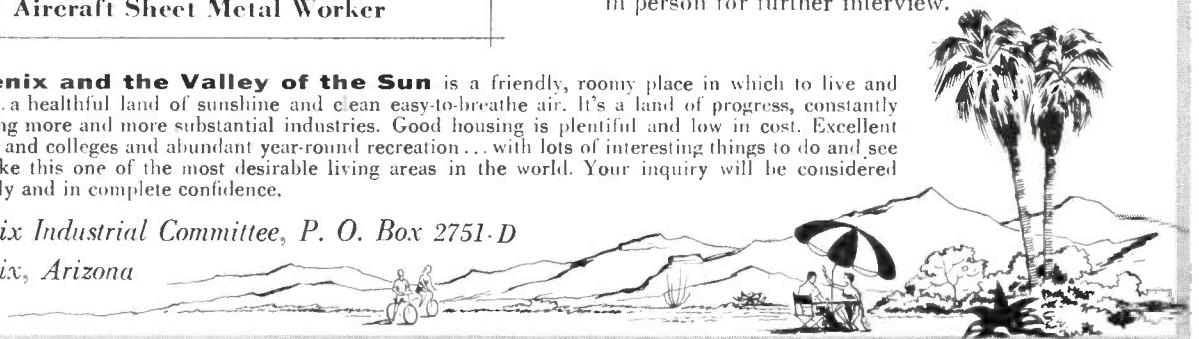 Aircraft Sheet Metal Worker
in person for further interview.
enix and the Valley of the Sun is a friendly, roomy place in which to live and
. a healthful land of sunshine and clean easy-to-breathe air. It's a land of progress, constantly
ng more and more substantial industries. Good housing is plentiful and low in cost. Excellent
and colleges and abundant year-round recreation... with lots of interesting things to do and see
ke this one of the most desirable living areas in the world. Your inquiry will be considered
ly and in complete confidence.
ix Industrial Committee, P. O. Box 2751-D
ix, Arizona